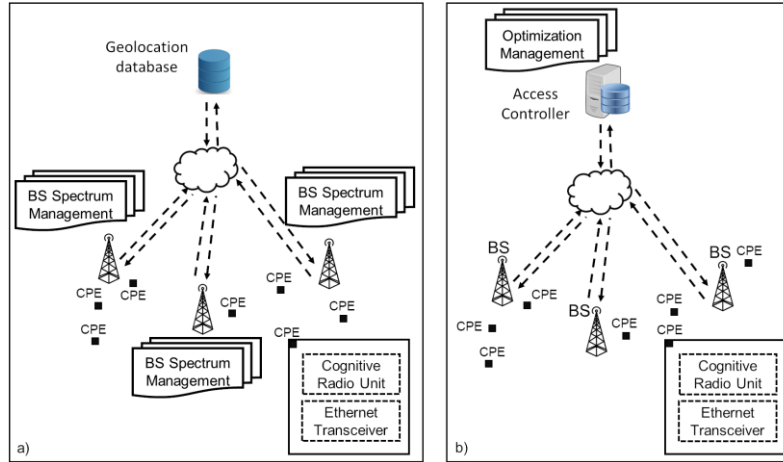 Geolocation
database
BS Spectrum
Management
BS Spectrum
Management
CPE
CPE
CPE
CPE
CPE
CPE
CPE
BS Spectrum
Management
Cognitive
Radio Unit
Ethernet
Transceiver
a)
Optimization
Management
Access
Controller
BS
BS
CPE
CPE
CPE
BS
CPE
CPE
CPE
CPE
Cognitive
Radio Unit
Ethernet
Transceiver
b)